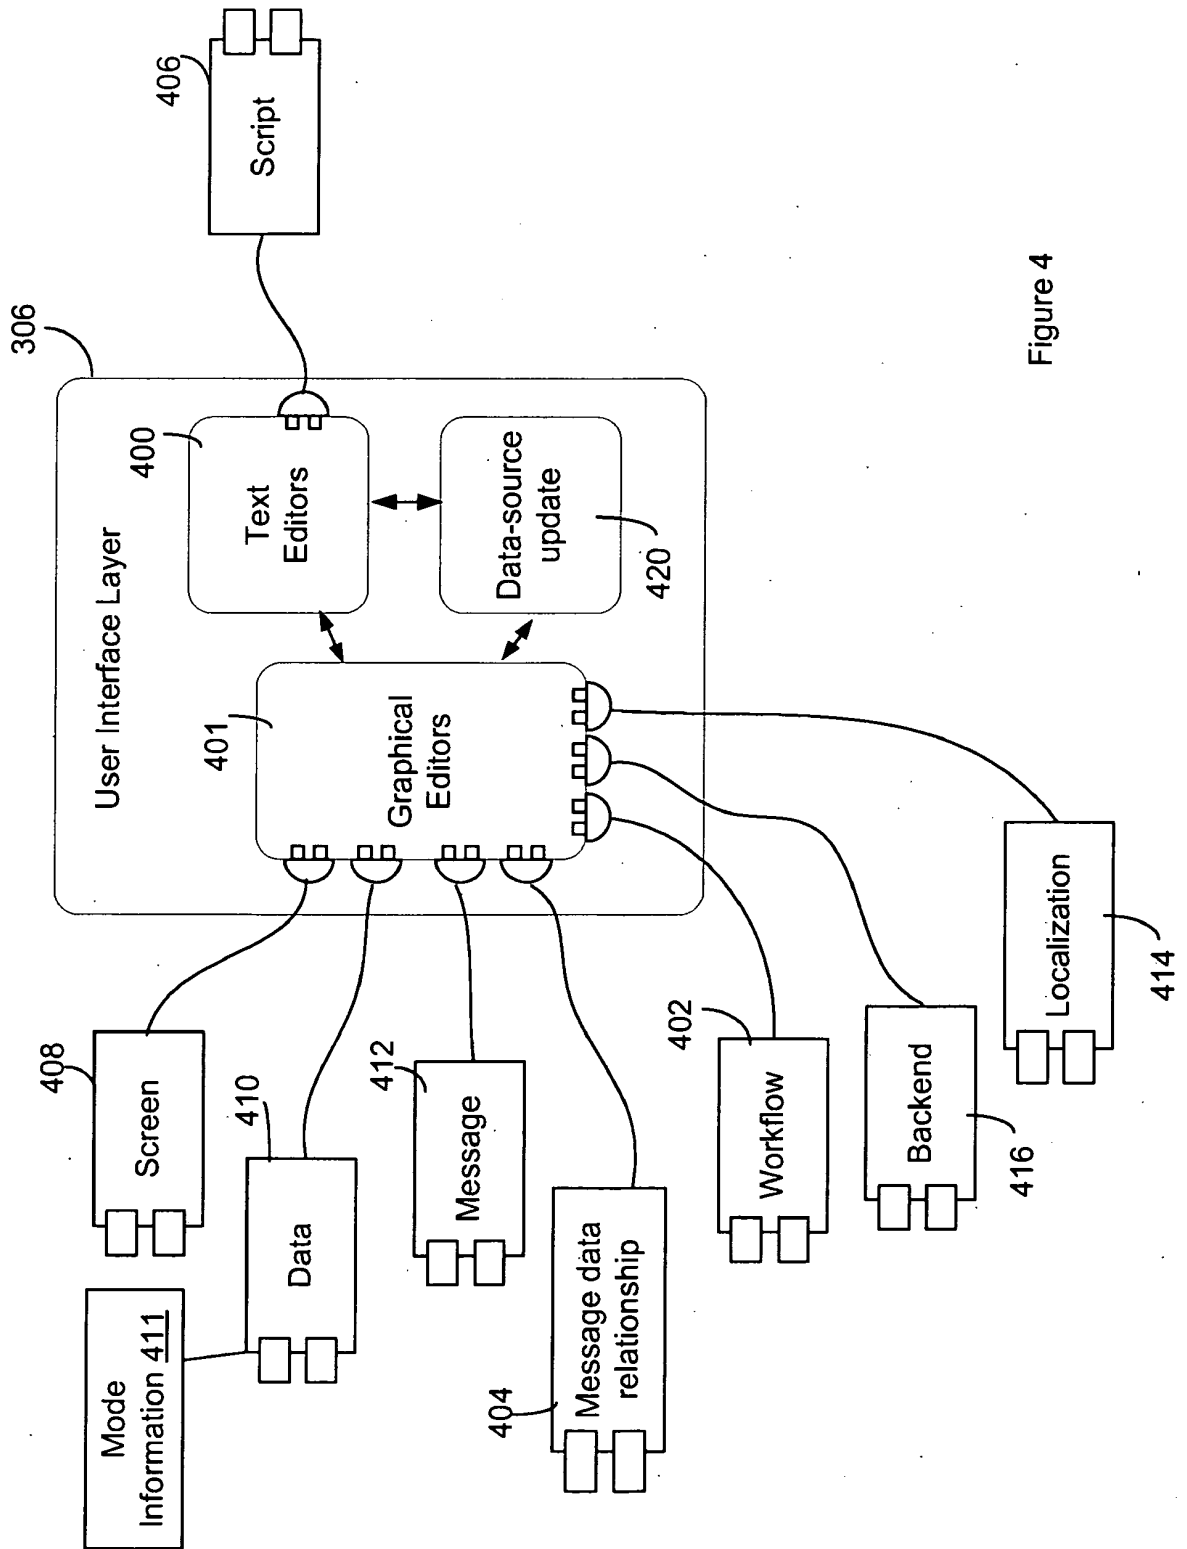 306
User Interface Layer
400
Text
Editors
401
Graphical
Editors
Data-source
update
420
406
Script
408
Screen
Mode
Information 411
410
Data
412
Message
404
Message data
relationship
402
Workflow
Backend
416
Localization
414
Figure 4